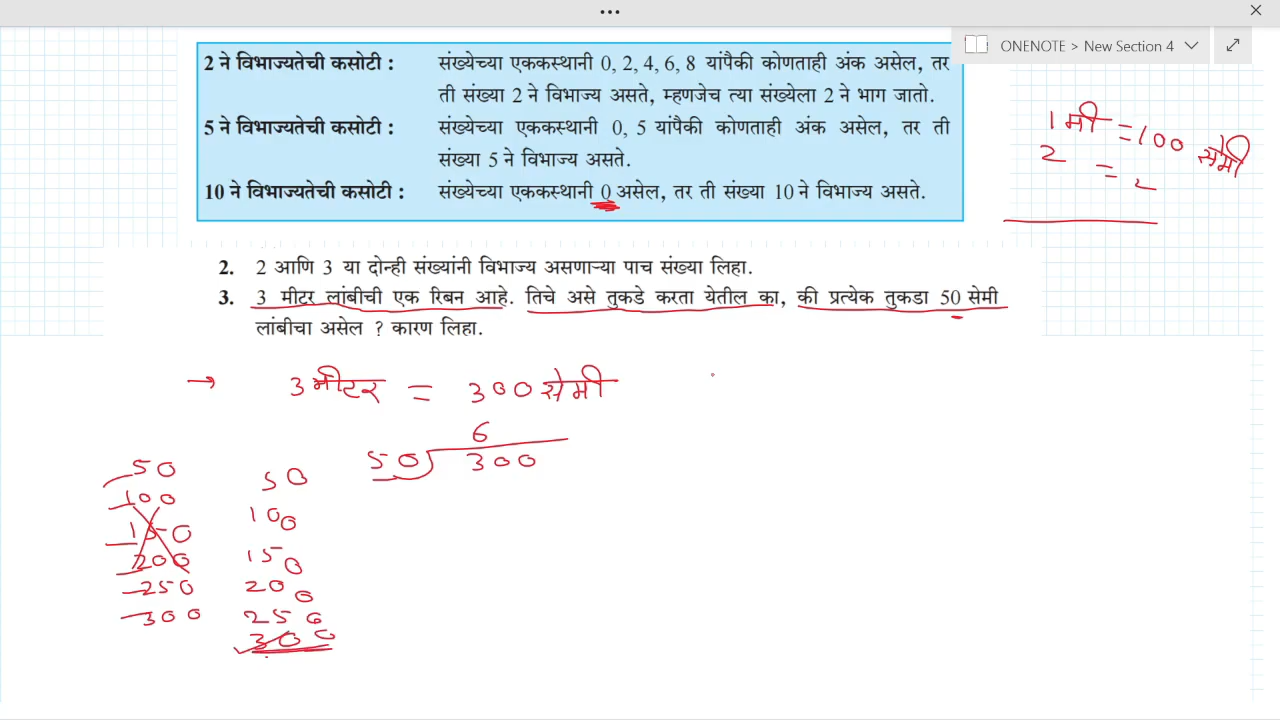 ONENOTE > New Section 4
2 ने विभाज्यतेची कसोटी : संख्येच्या एककस्थानी 0, 2, 4, 6, 8 यांपैकी कोणताही अंक असेल, तर
ती संख्या 2 ने विभाज्य असते, म्हणजेच त्या संख्येला 2 ने भाग जातो.
5 ने विभाज्यतेची कसोटी : संख्येच्या एककस्थानी 0, 5 यांपैकी कोणताही अंक असेल, तर ती
संख्या 5 ने विभाज्य असते.
10 ने विभाज्यतेची कसोटी : संख्येच्या एककस्थानी 0 असेल, तर ती संख्या 10 ने विभाज्य असते.
1 मी = 100 सेमी
2 = 2
2. 2 आणि 3 या दोन्ही संख्यांनी विभाज्य असणाऱ्या पाच संख्या लिहा.
3. 3 मीटर लांबीची एक रिबन आहे. तिचे असे तुकडे करता येतील का, की प्रत्येक तुकडा 50 सेमी
लांबीचा असेल ? कारण लिहा.
→ 3 मीटर = 300 सेमी
6
50 300
50
100
150
200
250
300
50
100
150
200
250
300